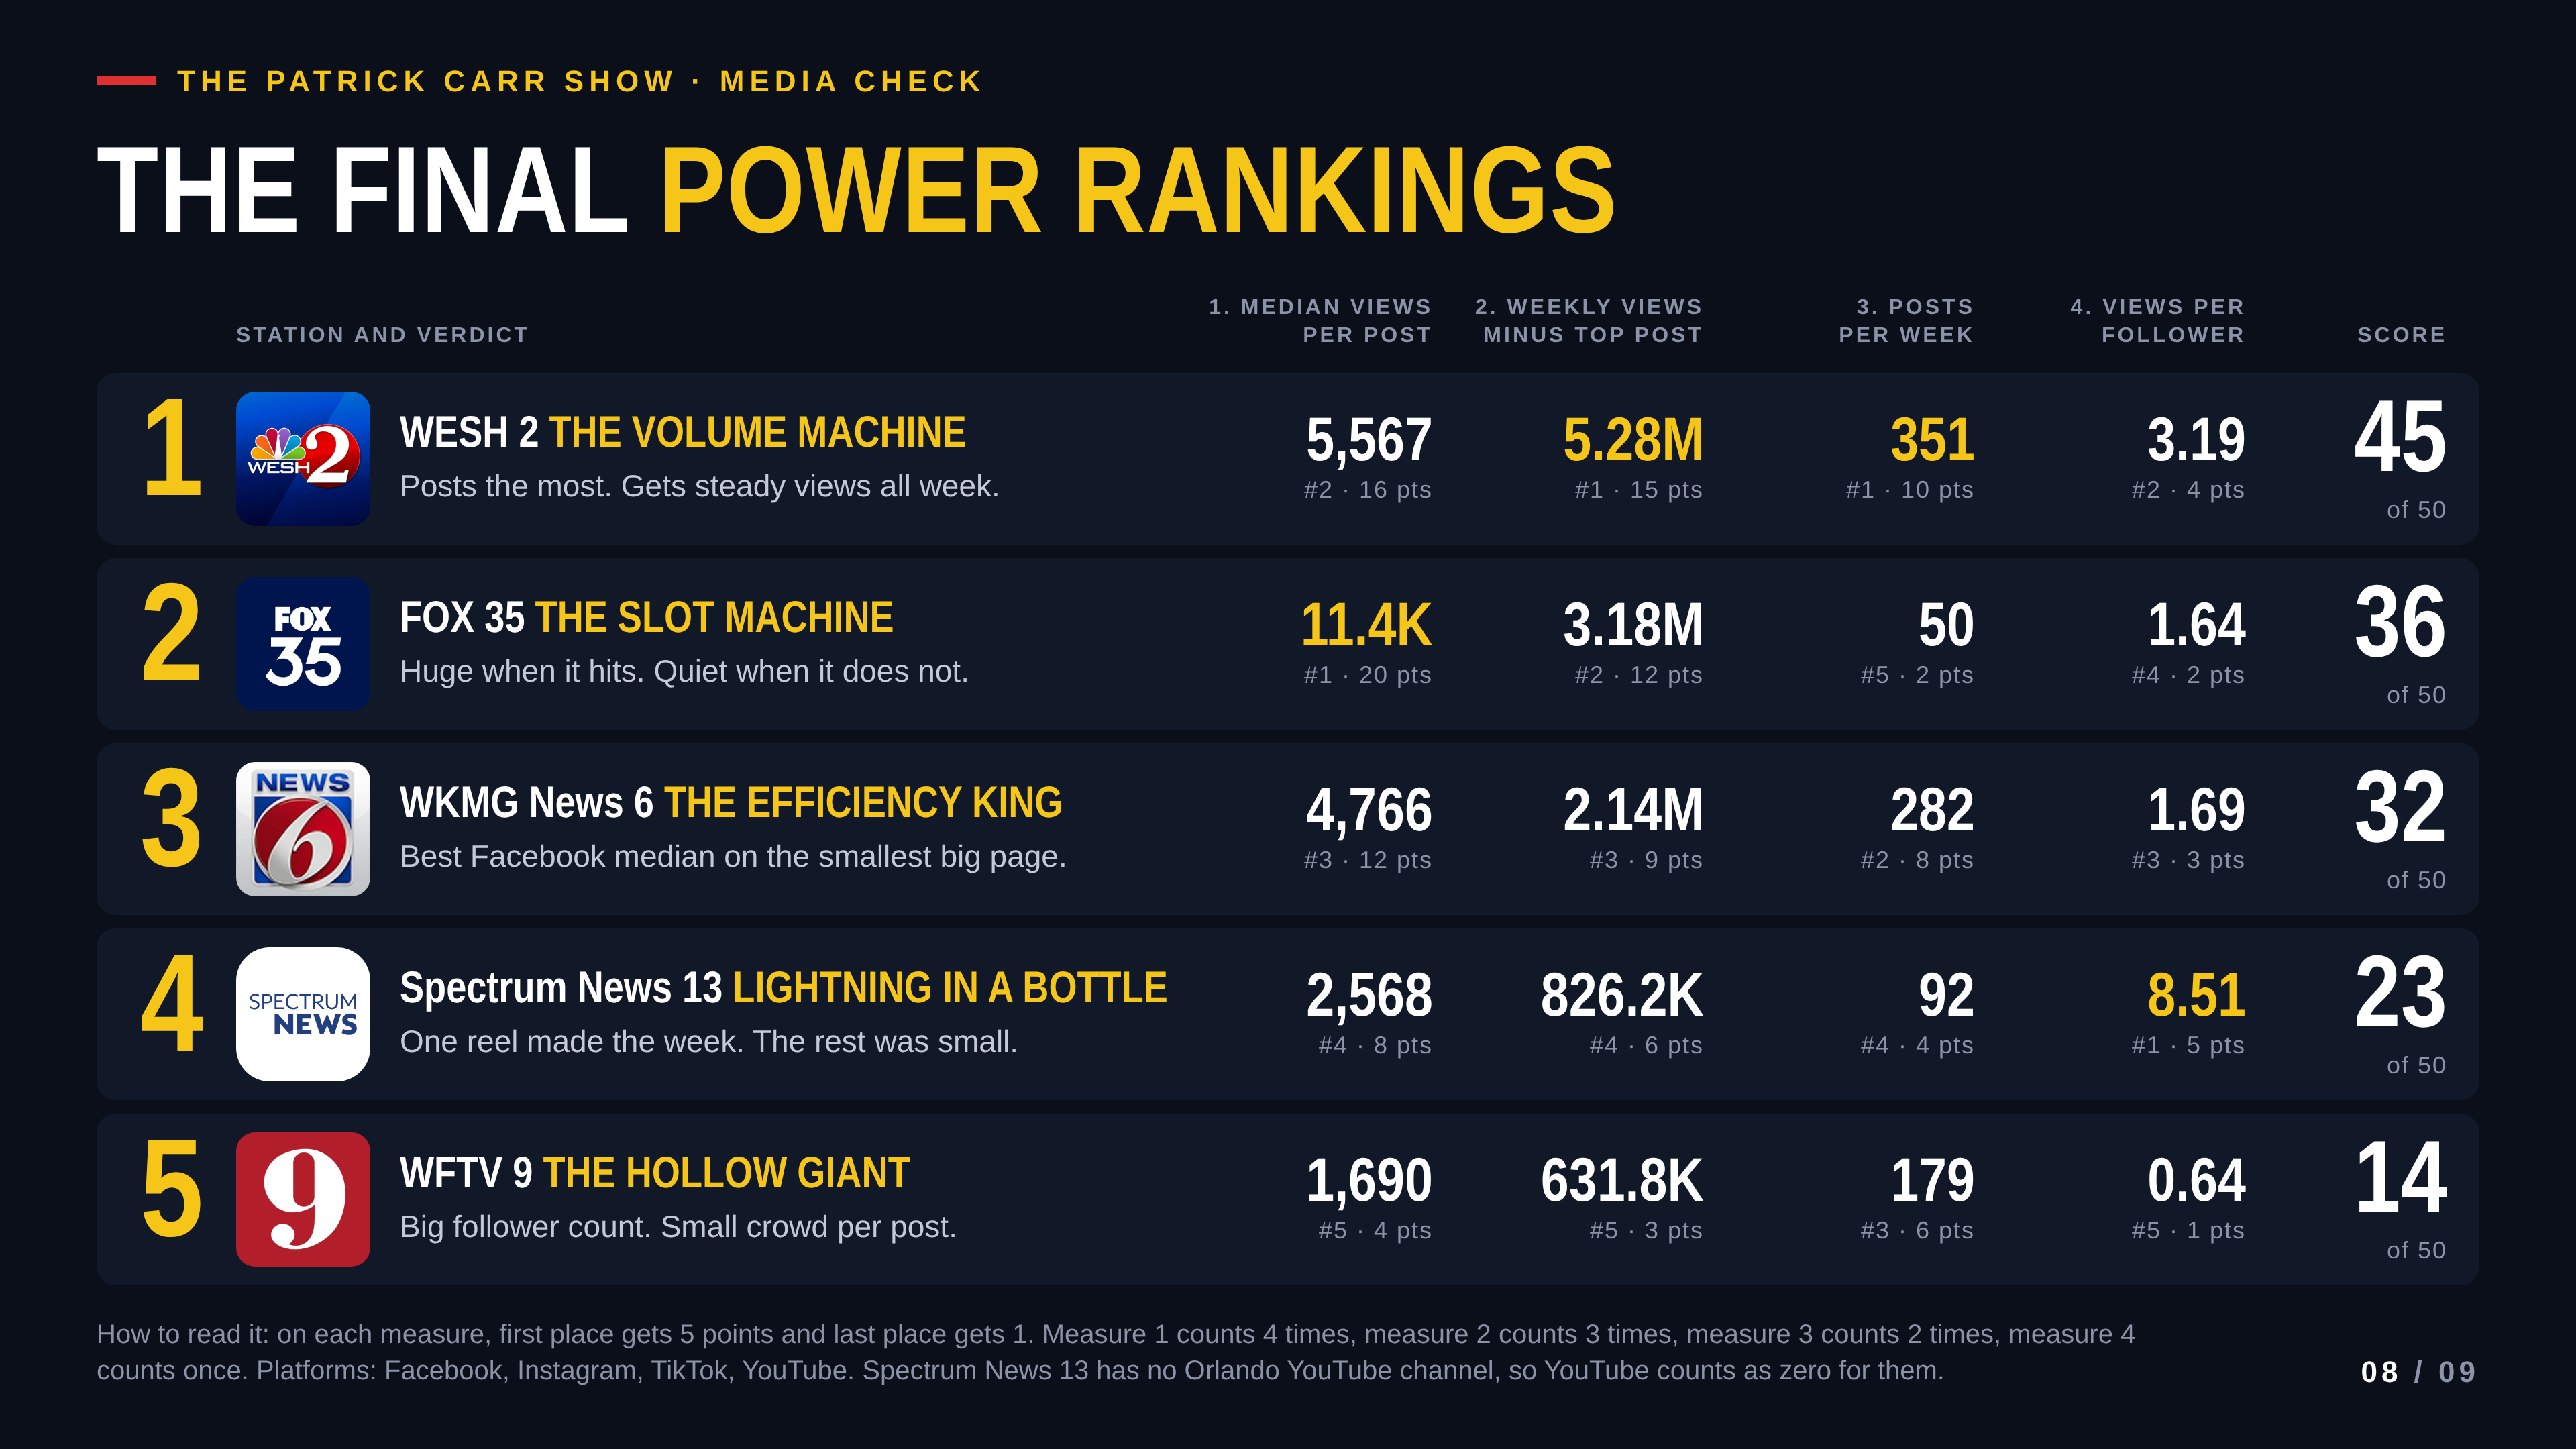 THE PATRICK CARR SHOW · MEDIA CHECK
THE FINAL POWER RANKINGS
STATION AND VERDICT
1. MEDIAN VIEWS
PER POST
2. WEEKLY VIEWS
MINUS TOP POST
3. POSTS
PER WEEK
4. VIEWS PER
FOLLOWER
SCORE
1
WESH 2
WESH 2 THE VOLUME MACHINE
Posts the most. Gets steady views all week.
5,567
#2 · 16 pts
5.28M
#1 · 15 pts
351
#1 · 10 pts
3.19
#2 · 4 pts
45
of 50
2
FOX
35
FOX 35 THE SLOT MACHINE
Huge when it hits. Quiet when it does not.
11.4K
#1 · 20 pts
3.18M
#2 · 12 pts
50
#5 · 2 pts
1.64
#4 · 2 pts
36
of 50
3
NEWS
6
WKMG News 6 THE EFFICIENCY KING
Best Facebook median on the smallest big page.
4,766
#3 · 12 pts
2.14M
#3 · 9 pts
282
#2 · 8 pts
1.69
#3 · 3 pts
32
of 50
4
SPECTRUM
NEWS
Spectrum News 13 LIGHTNING IN A BOTTLE
One reel made the week. The rest was small.
2,568
#4 · 8 pts
826.2K
#4 · 6 pts
92
#4 · 4 pts
8.51
#1 · 5 pts
23
of 50
5
9
WFTV 9 THE HOLLOW GIANT
Big follower count. Small crowd per post.
1,690
#5 · 4 pts
631.8K
#5 · 3 pts
179
#3 · 6 pts
0.64
#5 · 1 pts
14
of 50
How to read it: on each measure, first place gets 5 points and last place gets 1. Measure 1 counts 4 times, measure 2 counts 3 times, measure 3 counts 2 times, measure 4
counts once. Platforms: Facebook, Instagram, TikTok, YouTube. Spectrum News 13 has no Orlando YouTube channel, so YouTube counts as zero for them.
08 / 09